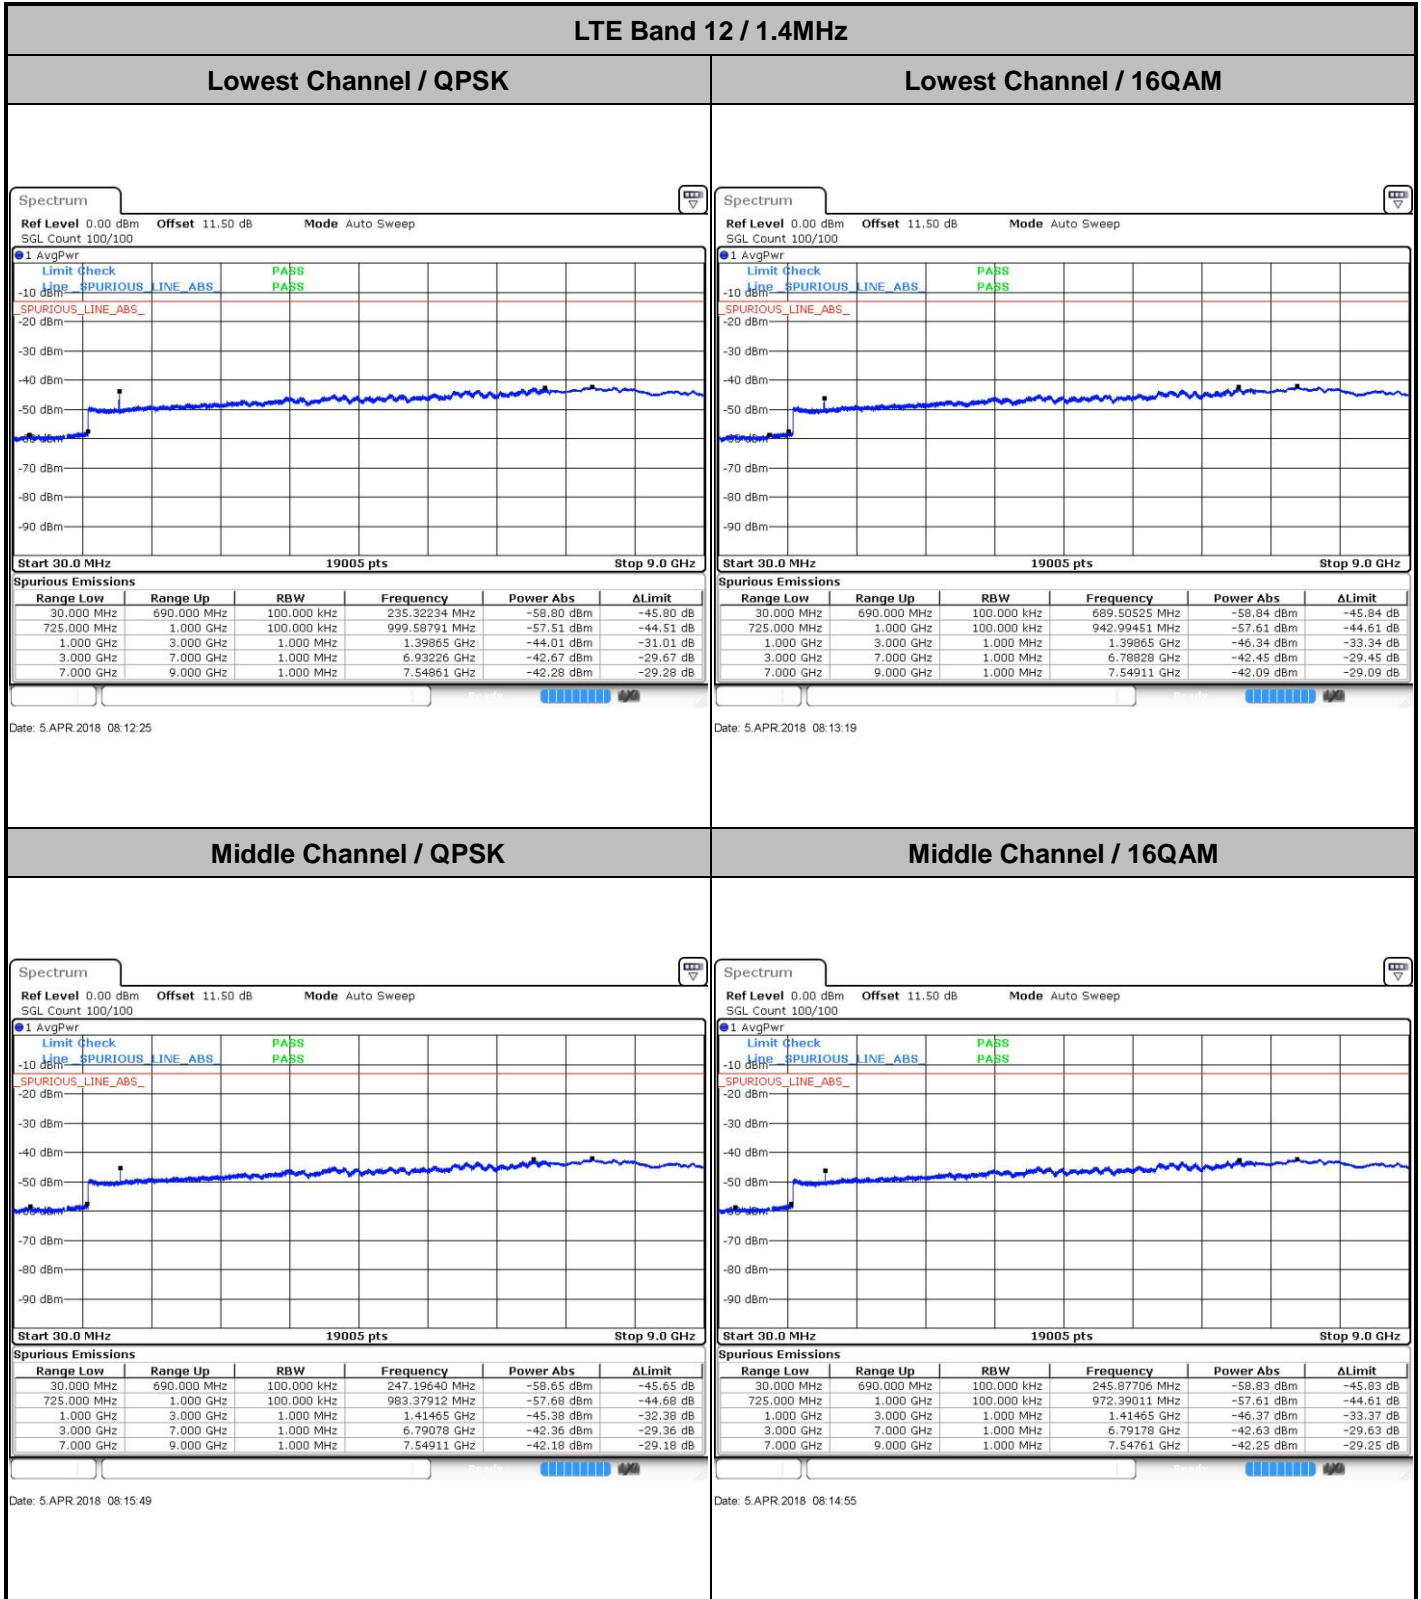 LTE Band 12 / 1.4MHz
Lowest Channel / QPSK
Lowest Channel / 16QAM
Spectrum
Ref Level 0.00 dBm Offset 11.50 dB Mode Auto Sweep
SGL Count 100/100
1 AvgPwr
Limit Check PASS
Line _SPURIOUS_LINE_ABS_ PASS
-10 dBm
_SPURIOUS_LINE_ABS_
-20 dBm
-30 dBm
-40 dBm
-50 dBm
-60 dBm
-70 dBm
-80 dBm
-90 dBm
Start 30.0 MHz 19005 pts Stop 9.0 GHz
Spurious Emissions
Range Low Range Up RBW Frequency Power Abs ΔLimit
30.000 MHz 690.000 MHz 100.000 kHz 235.32234 MHz -58.80 dBm -45.80 dB
725.000 MHz 1.000 GHz 100.000 kHz 999.58791 MHz -57.51 dBm -44.51 dB
1.000 GHz 3.000 GHz 1.000 MHz 1.39865 GHz -44.01 dBm -31.01 dB
3.000 GHz 7.000 GHz 1.000 MHz 6.93226 GHz -42.67 dBm -29.67 dB
7.000 GHz 9.000 GHz 1.000 MHz 7.54861 GHz -42.28 dBm -29.28 dB
Date: 5.APR.2018 08:12:25
Spectrum
Ref Level 0.00 dBm Offset 11.50 dB Mode Auto Sweep
SGL Count 100/100
1 AvgPwr
Limit Check PASS
Line _SPURIOUS_LINE_ABS_ PASS
-10 dBm
_SPURIOUS_LINE_ABS_
-20 dBm
-30 dBm
-40 dBm
-50 dBm
-60 dBm
-70 dBm
-80 dBm
-90 dBm
Start 30.0 MHz 19005 pts Stop 9.0 GHz
Spurious Emissions
Range Low Range Up RBW Frequency Power Abs ΔLimit
30.000 MHz 690.000 MHz 100.000 kHz 689.50525 MHz -58.84 dBm -45.84 dB
725.000 MHz 1.000 GHz 100.000 kHz 942.99451 MHz -57.61 dBm -44.61 dB
1.000 GHz 3.000 GHz 1.000 MHz 1.39865 GHz -46.34 dBm -33.34 dB
3.000 GHz 7.000 GHz 1.000 MHz 6.78828 GHz -42.45 dBm -29.45 dB
7.000 GHz 9.000 GHz 1.000 MHz 7.54911 GHz -42.09 dBm -29.09 dB
Date: 5.APR.2018 08:13:19
Middle Channel / QPSK
Middle Channel / 16QAM
Spectrum
Ref Level 0.00 dBm Offset 11.50 dB Mode Auto Sweep
SGL Count 100/100
1 AvgPwr
Limit Check PASS
Line _SPURIOUS_LINE_ABS_ PASS
-10 dBm
_SPURIOUS_LINE_ABS_
-20 dBm
-30 dBm
-40 dBm
-50 dBm
-60 dBm
-70 dBm
-80 dBm
-90 dBm
Start 30.0 MHz 19005 pts Stop 9.0 GHz
Spurious Emissions
Range Low Range Up RBW Frequency Power Abs ΔLimit
30.000 MHz 690.000 MHz 100.000 kHz 247.19640 MHz -58.65 dBm -45.65 dB
725.000 MHz 1.000 GHz 100.000 kHz 983.37912 MHz -57.68 dBm -44.68 dB
1.000 GHz 3.000 GHz 1.000 MHz 1.41465 GHz -45.38 dBm -32.38 dB
3.000 GHz 7.000 GHz 1.000 MHz 6.79078 GHz -42.36 dBm -29.36 dB
7.000 GHz 9.000 GHz 1.000 MHz 7.54911 GHz -42.18 dBm -29.18 dB
Date: 5.APR.2018 08:15:49
Spectrum
Ref Level 0.00 dBm Offset 11.50 dB Mode Auto Sweep
SGL Count 100/100
1 AvgPwr
Limit Check PASS
Line _SPURIOUS_LINE_ABS_ PASS
-10 dBm
_SPURIOUS_LINE_ABS_
-20 dBm
-30 dBm
-40 dBm
-50 dBm
-60 dBm
-70 dBm
-80 dBm
-90 dBm
Start 30.0 MHz 19005 pts Stop 9.0 GHz
Spurious Emissions
Range Low Range Up RBW Frequency Power Abs ΔLimit
30.000 MHz 690.000 MHz 100.000 kHz 245.87706 MHz -58.83 dBm -45.83 dB
725.000 MHz 1.000 GHz 100.000 kHz 972.39011 MHz -57.61 dBm -44.61 dB
1.000 GHz 3.000 GHz 1.000 MHz 1.41465 GHz -46.37 dBm -33.37 dB
3.000 GHz 7.000 GHz 1.000 MHz 6.79178 GHz -42.63 dBm -29.63 dB
7.000 GHz 9.000 GHz 1.000 MHz 7.54761 GHz -42.25 dBm -29.25 dB
Date: 5.APR.2018 08:14:55